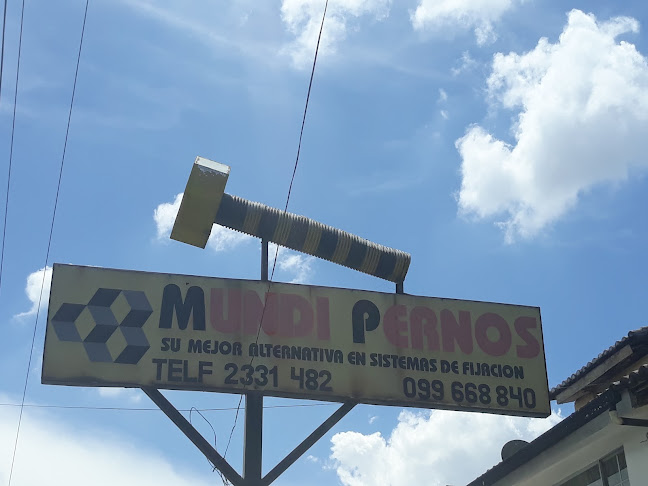 MUNDI PERNOS
SU MEJOR ALTERNATIVA EN SISTEMAS DE FIJACION
TELF 2331 482 099 668 840